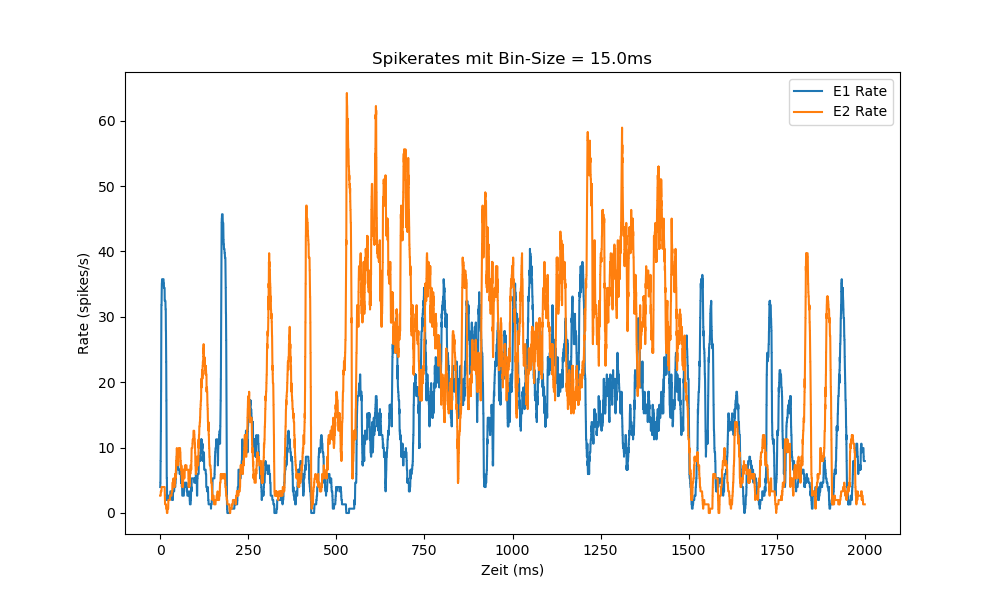 Spikerates mit Bin-Size = 15.0ms
E1 Rate
E2 Rate
Rate (spikes/s)
60
50
40
30
20
10
0
0 250 500 750 1000 1250 1500 1750 2000
Zeit (ms)